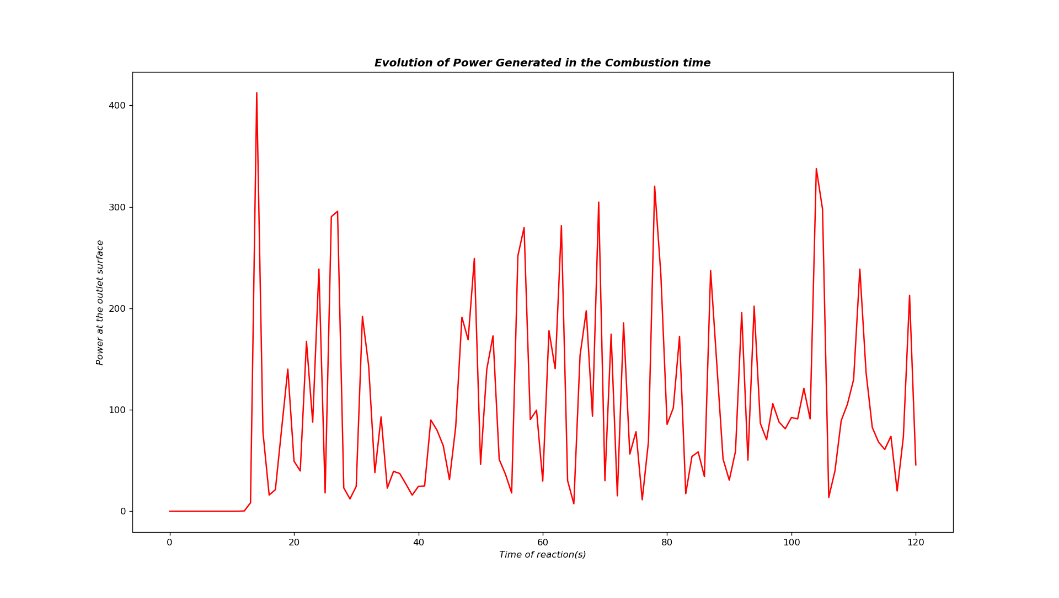 Evolution of Power Generated in the Combustion time
400
300
200
100
0
Power at the outlet surface
0 20 40 60 80 100 120
Time of reaction(s)